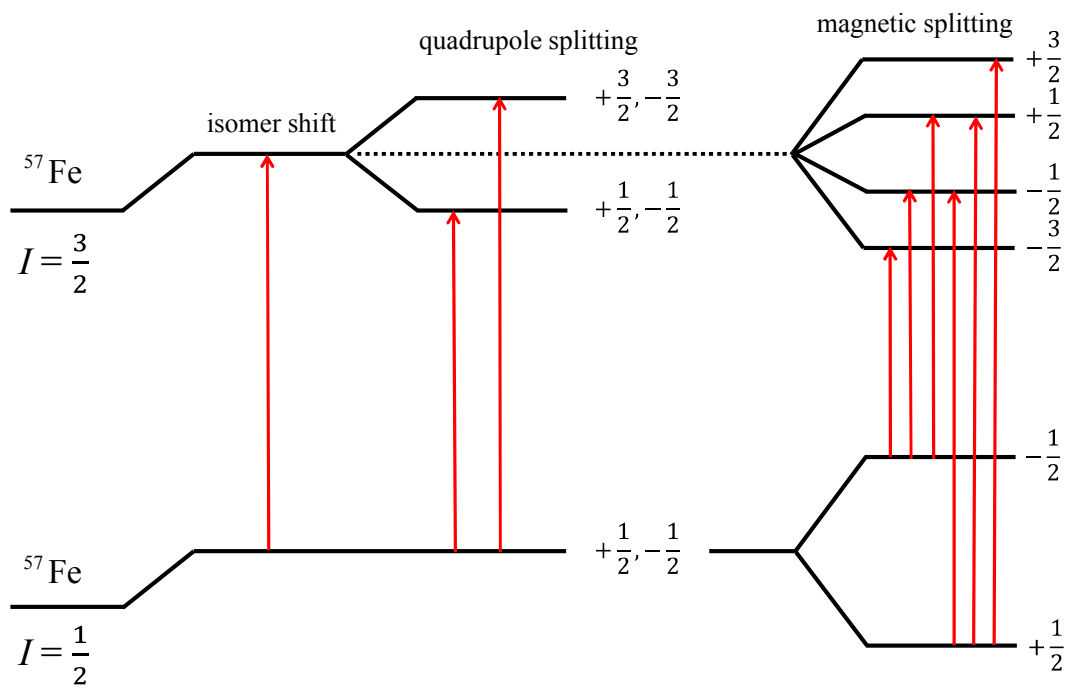 magnetic splitting
quadrupole splitting
isomer shift
+3/2
+3/2, −3/2
+1/2
⁵⁷Fe
+1/2, −1/2
−1/2
I = 3/2
−3/2
−1/2
⁵⁷Fe
+1/2, −1/2
I = 1/2
+1/2